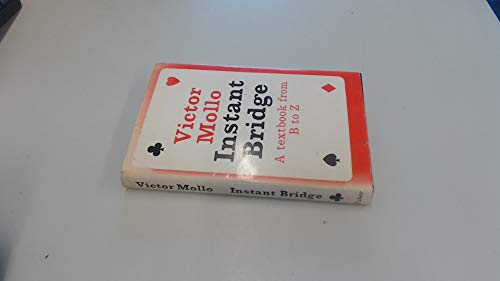 Victor
Mollo
Instant
Bridge
A textbook from
B to Z
Victor Mollo Instant Bridge